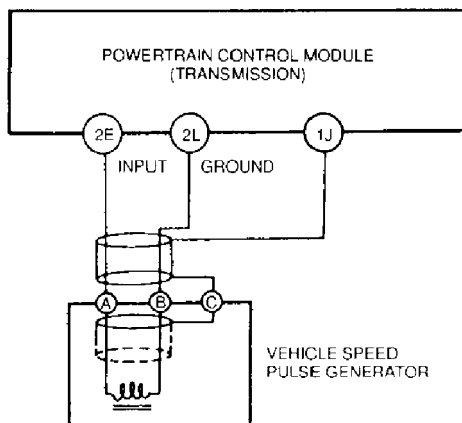 POWERTRAIN CONTROL MODULE
(TRANSMISSION)
2E 2L 1J
INPUT GROUND
A B C
VEHICLE SPEED
PULSE GENERATOR